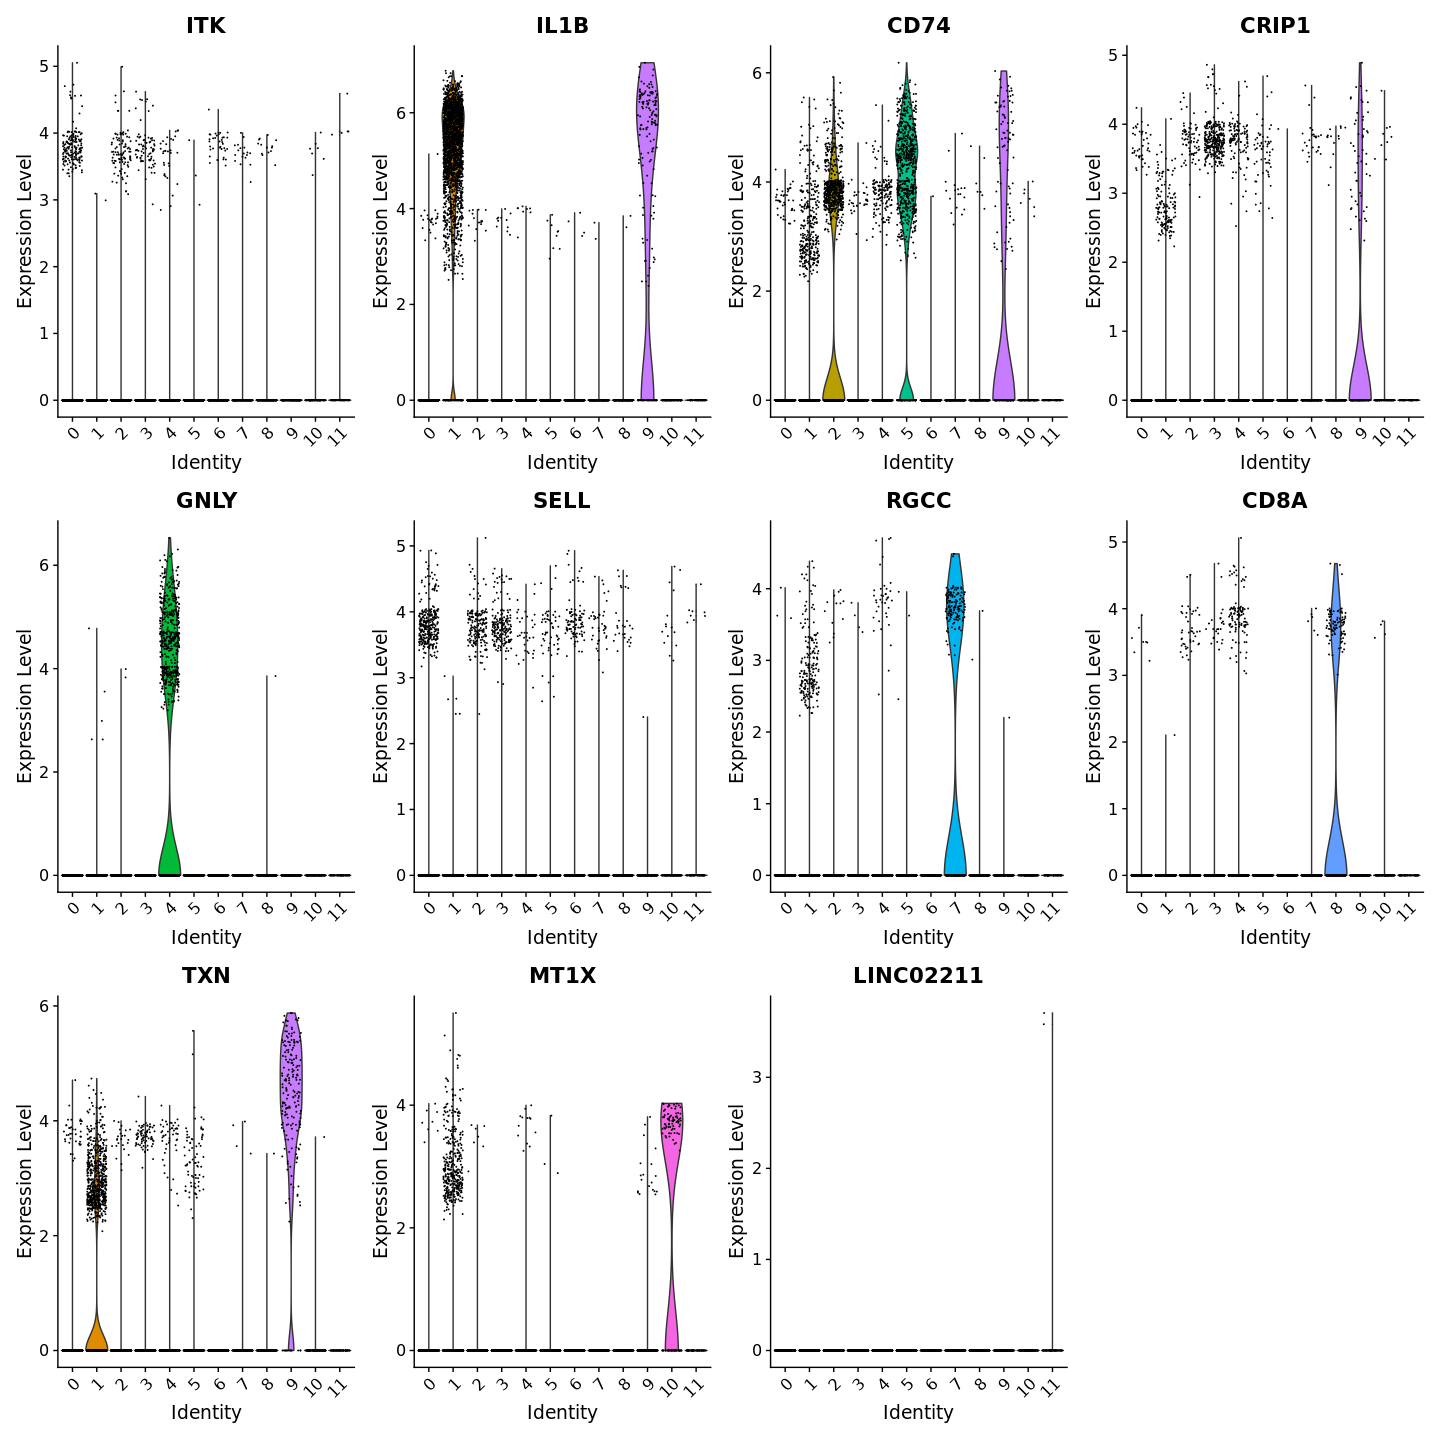 ITK IL1B CD74 CRIP1
Expression Level Expression Level Expression Level Expression Level
5 4 3 2 1 0
6 4 2 0
6 4 2 0
5 4 3 2 1 0
0 1 2 3 4 5 6 7 8 9 10 11
0 1 2 3 4 5 6 7 8 9 10 11
0 1 2 3 4 5 6 7 8 9 10 11
0 1 2 3 4 5 6 7 8 9 10 11
Identity Identity Identity Identity
GNLY SELL RGCC CD8A
Expression Level Expression Level Expression Level Expression Level
6 4 2 0
5 4 3 2 1 0
4 3 2 1 0
5 4 3 2 1 0
0 1 2 3 4 5 6 7 8 9 10 11
0 1 2 3 4 5 6 7 8 9 10 11
0 1 2 3 4 5 6 7 8 9 10 11
0 1 2 3 4 5 6 7 8 9 10 11
Identity Identity Identity Identity
TXN MT1X LINC02211
Expression Level Expression Level Expression Level
6 4 2 0
4 2 0
3 2 1 0
0 1 2 3 4 5 6 7 8 9 10 11
0 1 2 3 4 5 6 7 8 9 10 11
0 1 2 3 4 5 6 7 8 9 10 11
Identity Identity Identity